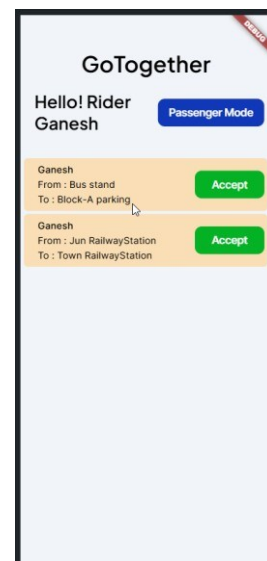 DEBUG
GoTogether
Hello! Rider
Ganesh
Passenger Mode
Ganesh
From : Bus stand
To : Block-A parking
Accept
Ganesh
From : Jun RailwayStation
To : Town RailwayStation
Accept